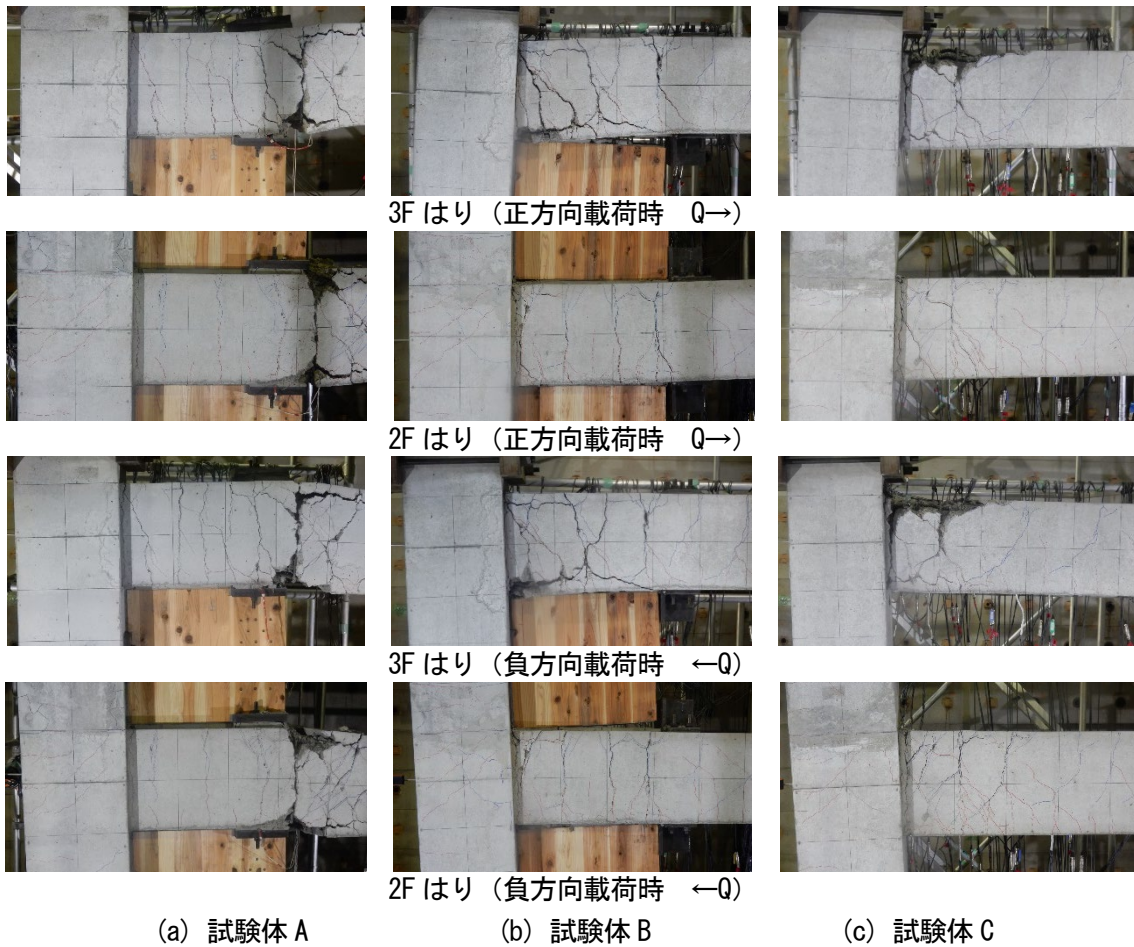 3F はり（正方向載荷時　Q→）
2F はり（正方向載荷時　Q→）
3F はり（負方向載荷時　←Q）
2F はり（負方向載荷時　←Q）
(a) 試験体 A　(b) 試験体 B　(c) 試験体 C